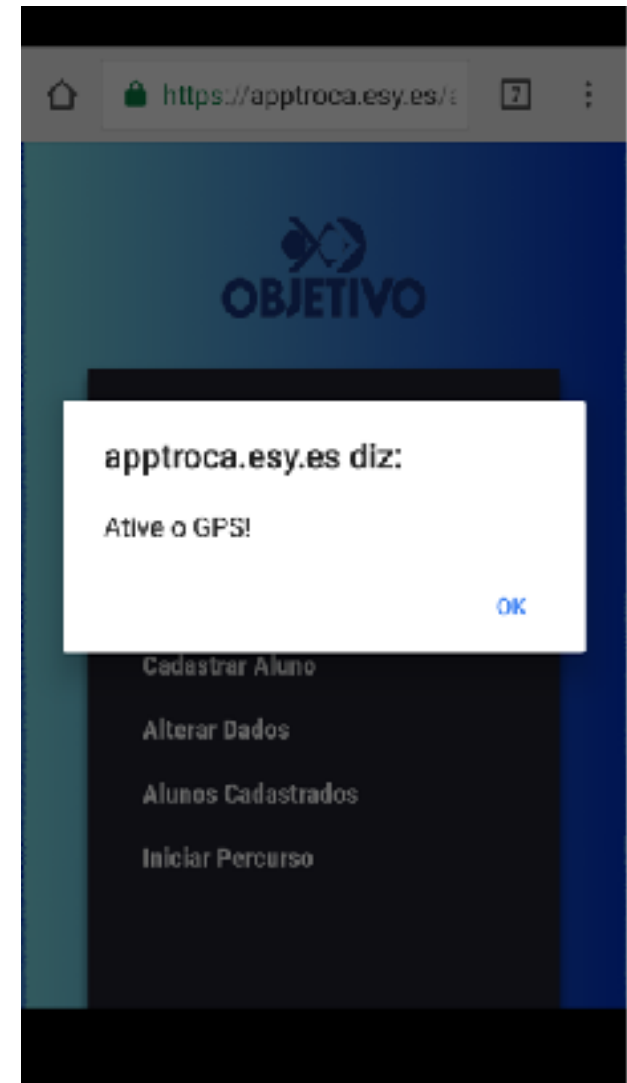 https://apptroca.esy.es/a
7
OBJETIVO
apptroca.esy.es diz:
Ative o GPS!
OK
Cadastrar Aluno
Alterar Dados
Alunos Cadastrados
Iniciar Percurso